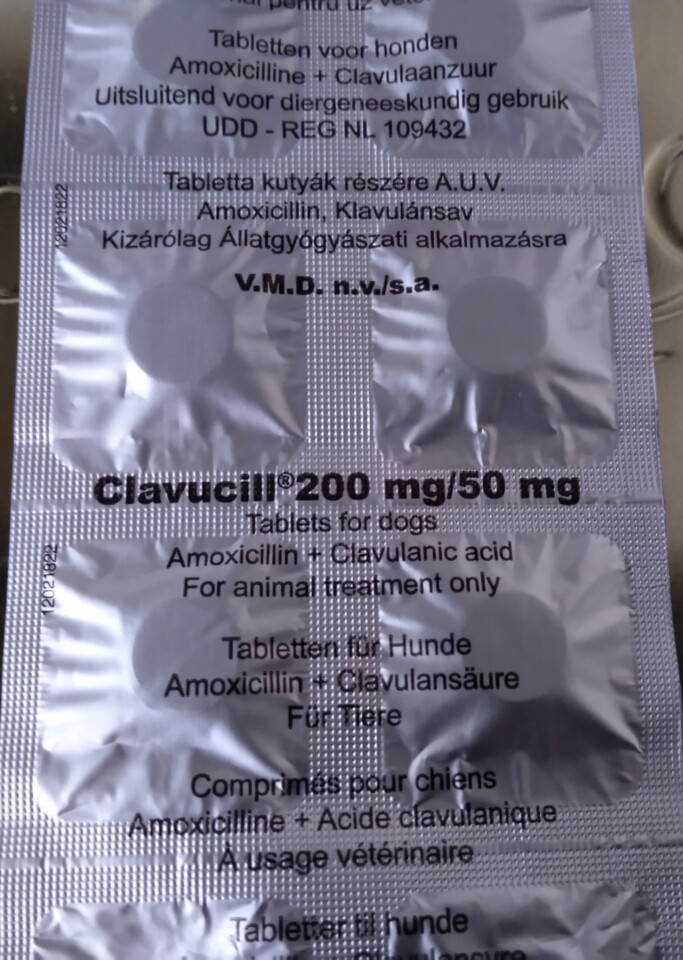 pentru uz
Tabletten voor honden
Amoxicilline + Clavulaanzuur
Uitsluitend voor diergeneeskundig gebruik
UDD - REG NL 109432
12021822
Tabletta kutyák részére A.U.V.
Amoxicillin, Klavulánsav
Kizárólag Állatgyógyászati alkalmazásra
V.M.D. n.v./s.a.
Clavucill®200 mg/50 mg
Tablets for dogs
12021822
Amoxicillin + Clavulanic acid
For animal treatment only
Tabletten für Hunde
Amoxicillin + Clavulansäure
Für Tiere
Comprimés pour chiens
Amoxicilline + Acide clavulanique
À usage vétérinaire
Tabletter til hunde